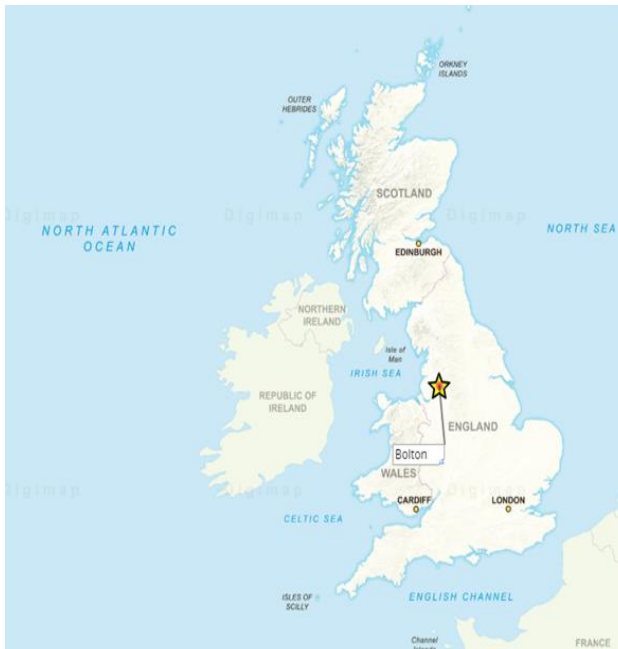 ORKNEY
ISLANDS
OUTER
HEBRIDES
SCOTLAND
Digimap Digimap Digimap
NORTH ATLANTIC
OCEAN
NORTH SEA
EDINBURGH
NORTHERN
IRELAND
Isle of
Man
IRISH SEA
REPUBLIC OF
IRELAND
ENGLAND
Bolton
WALES
Digimap Digimap Digimap
CARDIFF
LONDON
CELTIC SEA
ISLES OF
SCILLY
ENGLISH CHANNEL
Channel
Islands
FRANCE